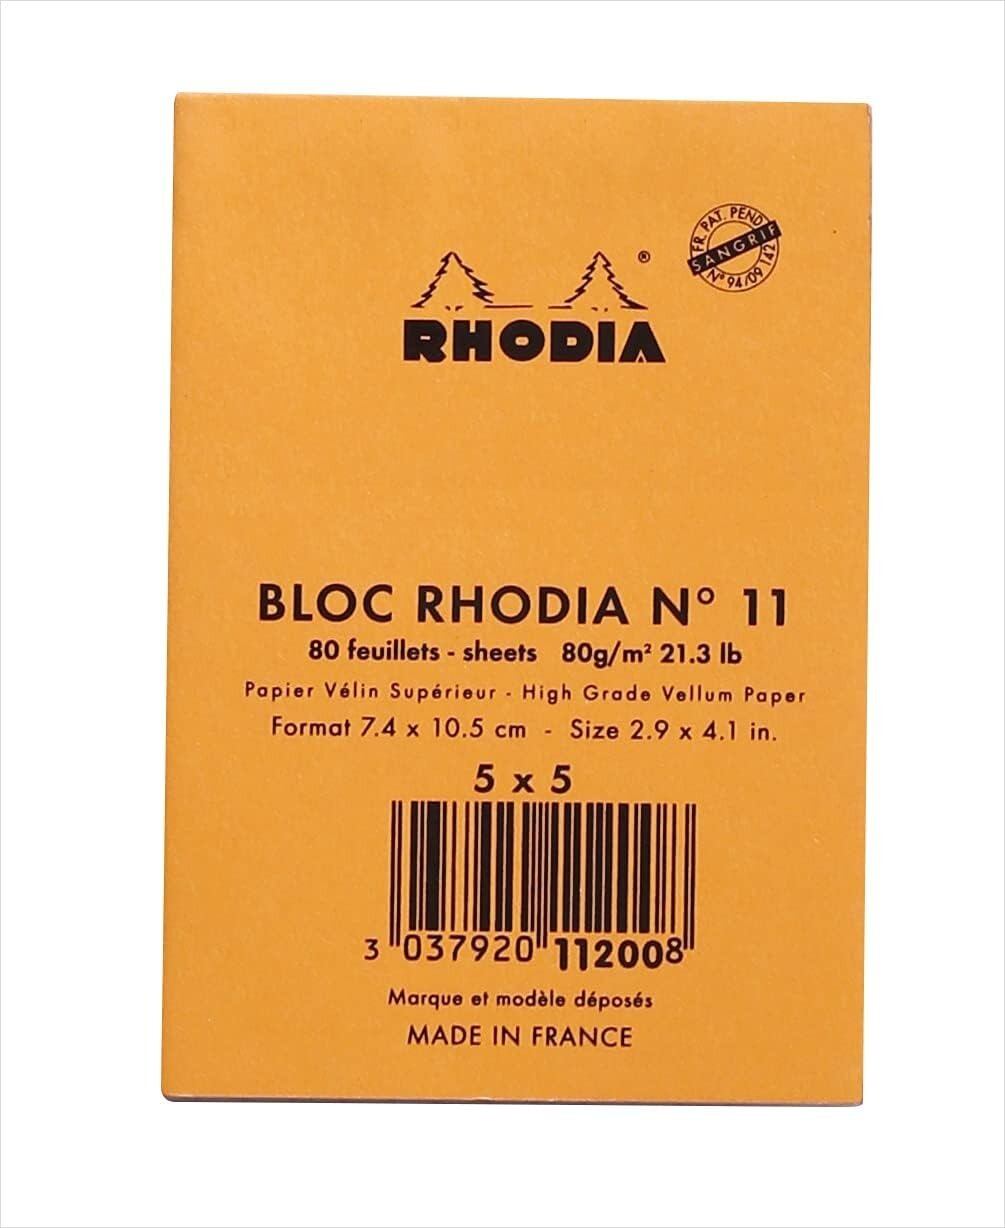 FR. PAT. PEND
SANGRIF
N° 94/09 142
®
RHODIA
BLOC RHODIA N° 11
80 feuillets - sheets 80g/m² 21.3 lb
Papier Vélin Supérieur - High Grade Vellum Paper
Format 7.4 x 10.5 cm - Size 2.9 x 4.1 in.
5 x 5
3 037920 112008
Marque et modèle déposés
MADE IN FRANCE